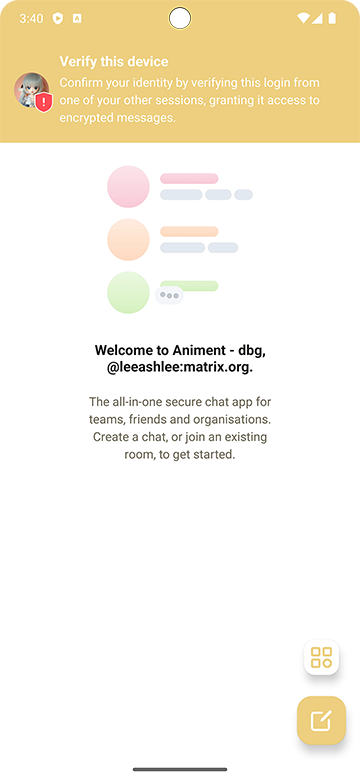 3:40
Verify this device
Confirm your identity by verifying this login from
one of your other sessions, granting it access to
encrypted messages.
Welcome to Animent - dbg,
@leeashlee:matrix.org.
The all-in-one secure chat app for
teams, friends and organisations.
Create a chat, or join an existing
room, to get started.